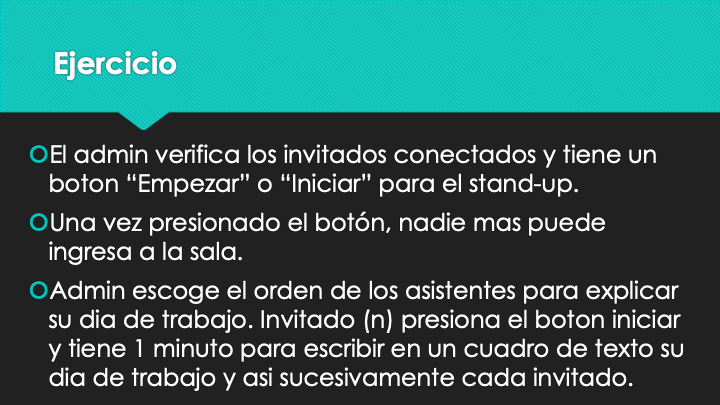 Ejercicio
El admin verifica los invitados conectados y tiene un
boton “Empezar” o “Iniciar” para el stand-up.
Una vez presionado el botón, nadie mas puede
ingresa a la sala.
Admin escoge el orden de los asistentes para explicar
su dia de trabajo. Invitado (n) presiona el boton iniciar
y tiene 1 minuto para escribir en un cuadro de texto su
dia de trabajo y asi sucesivamente cada invitado.